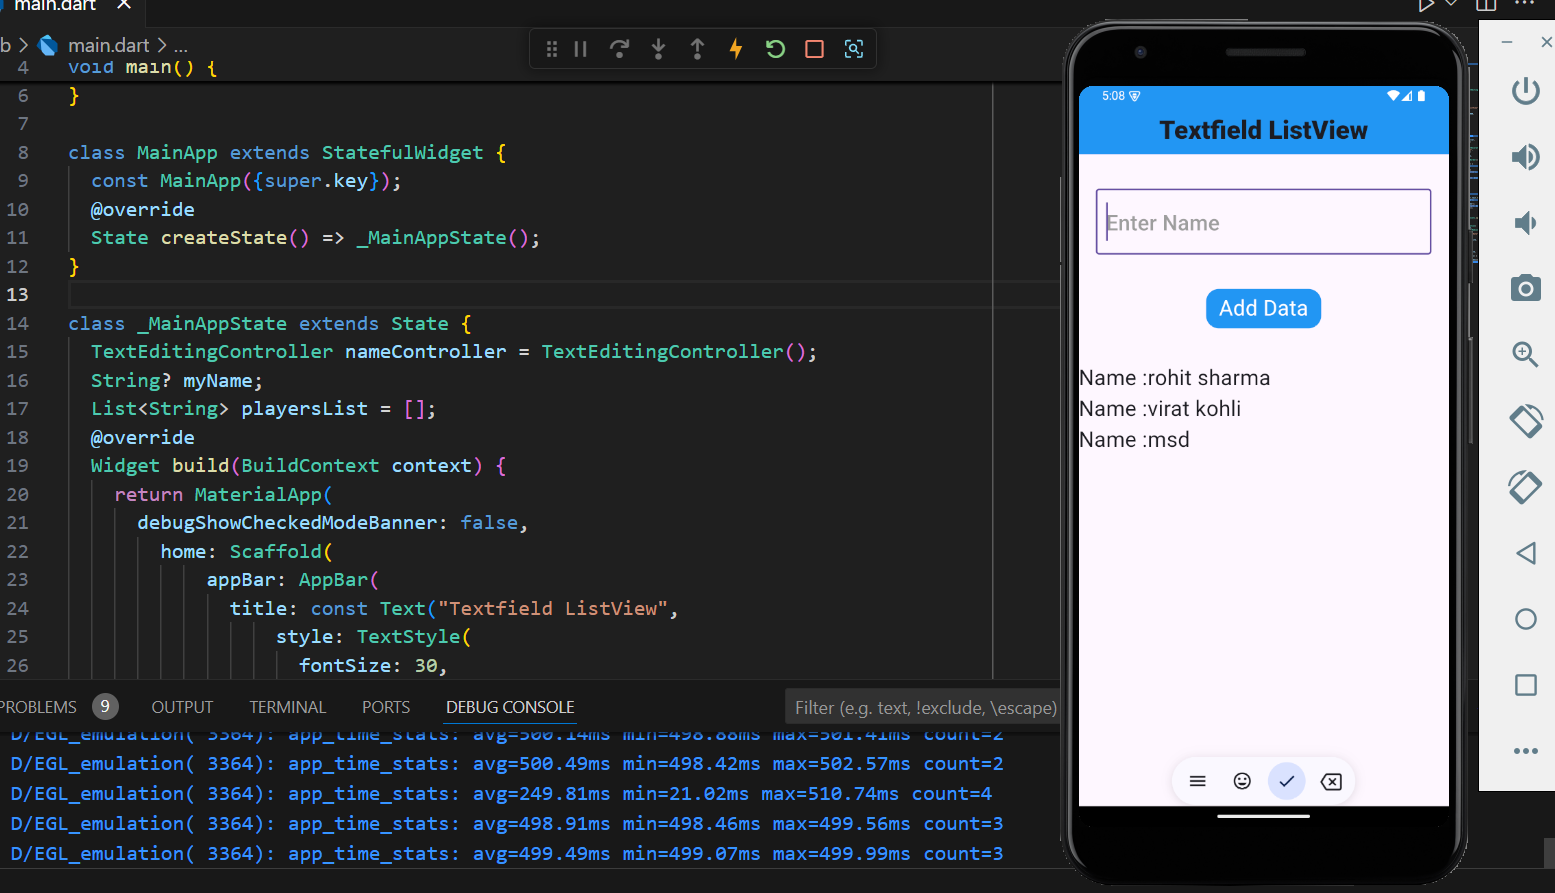 main.dart
b > main.dart > ...
4 void main() {
6 }
7
8 class MainApp extends StatefulWidget {
9 const MainApp({super.key});
10 @override
11 State createState() => _MainAppState();
12 }
13
14 class _MainAppState extends State {
15 TextEditingController nameController = TextEditingController();
16 String? myName;
17 List<String> playersList = [];
18 @override
19 Widget build(BuildContext context) {
20 return MaterialApp(
21 debugShowCheckedModeBanner: false,
22 home: Scaffold(
23 appBar: AppBar(
24 title: const Text("Textfield ListView",
25 style: TextStyle(
26 fontSize: 30,
PROBLEMS 9 OUTPUT TERMINAL PORTS DEBUG CONSOLE
Filter (e.g. text, !exclude, \escape)
D/EGL_emulation( 3364): app_time_stats: avg=500.14ms min=498.88ms max=501.41ms count=2
D/EGL_emulation( 3364): app_time_stats: avg=500.49ms min=498.42ms max=502.57ms count=2
D/EGL_emulation( 3364): app_time_stats: avg=249.81ms min=21.02ms max=510.74ms count=4
D/EGL_emulation( 3364): app_time_stats: avg=498.91ms min=498.46ms max=499.56ms count=3
D/EGL_emulation( 3364): app_time_stats: avg=499.49ms min=499.07ms max=499.99ms count=3
5:08
Textfield ListView
Enter Name
Add Data
Name :rohit sharma
Name :virat kohli
Name :msd